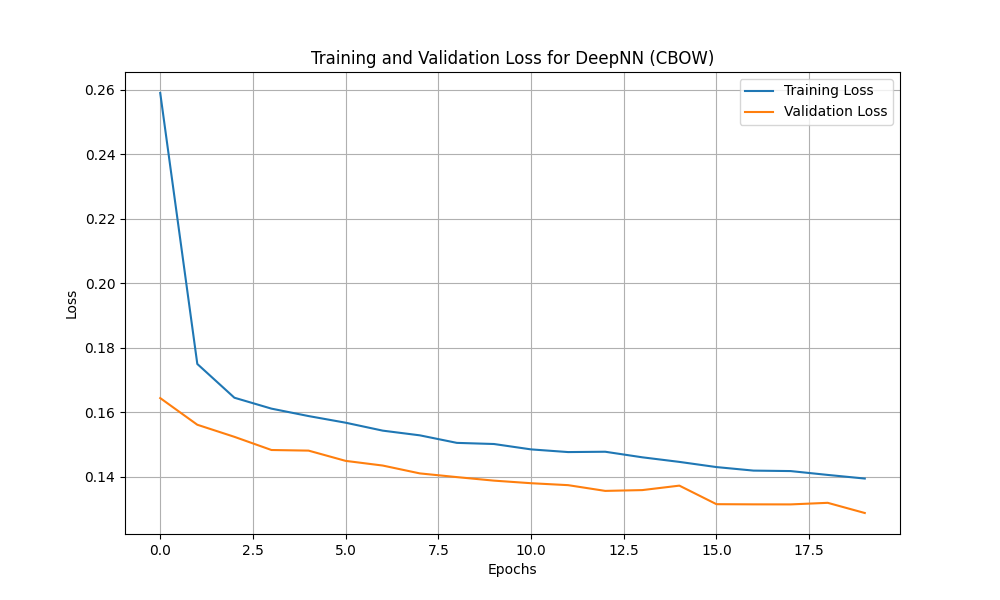 Training and Validation Loss for DeepNN (CBOW)
Training Loss
Validation Loss
0.26
0.24
0.22
0.20
0.18
0.16
0.14
Loss
0.0 2.5 5.0 7.5 10.0 12.5 15.0 17.5
Epochs